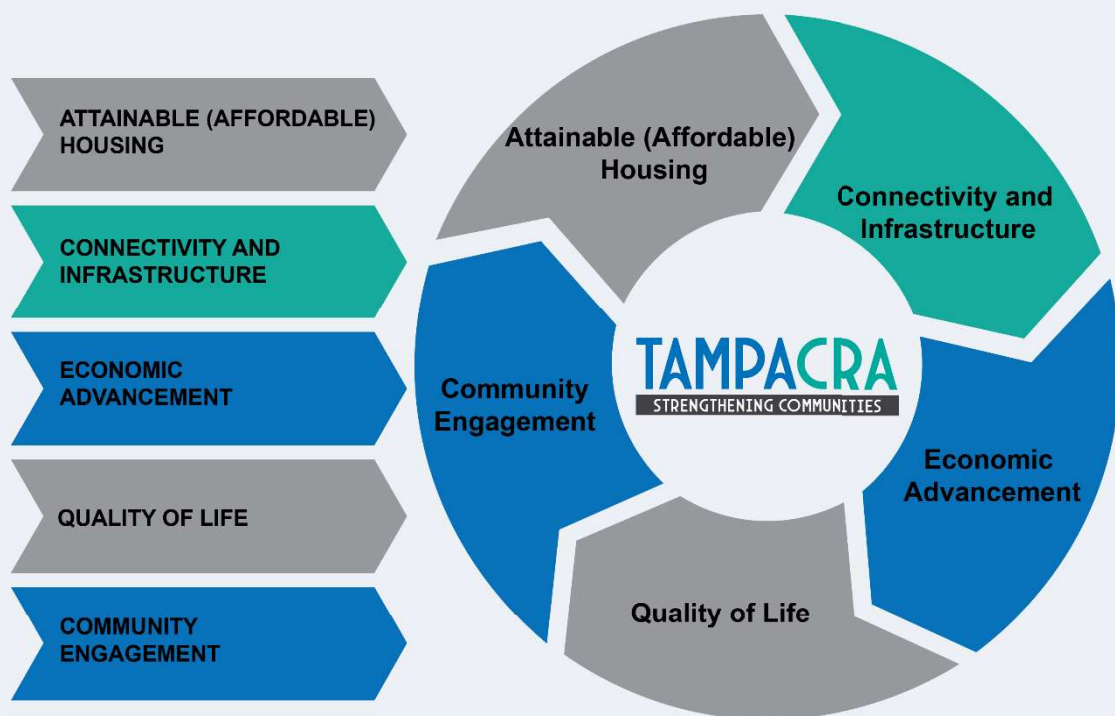 ATTAINABLE (AFFORDABLE)
HOUSING
CONNECTIVITY AND
INFRASTRUCTURE
ECONOMIC
ADVANCEMENT
QUALITY OF LIFE
COMMUNITY
ENGAGEMENT
Attainable (Affordable)
Housing
Connectivity and
Infrastructure
Economic
Advancement
Quality of Life
Community
Engagement
TAMPACRA
STRENGTHENING COMMUNITIES